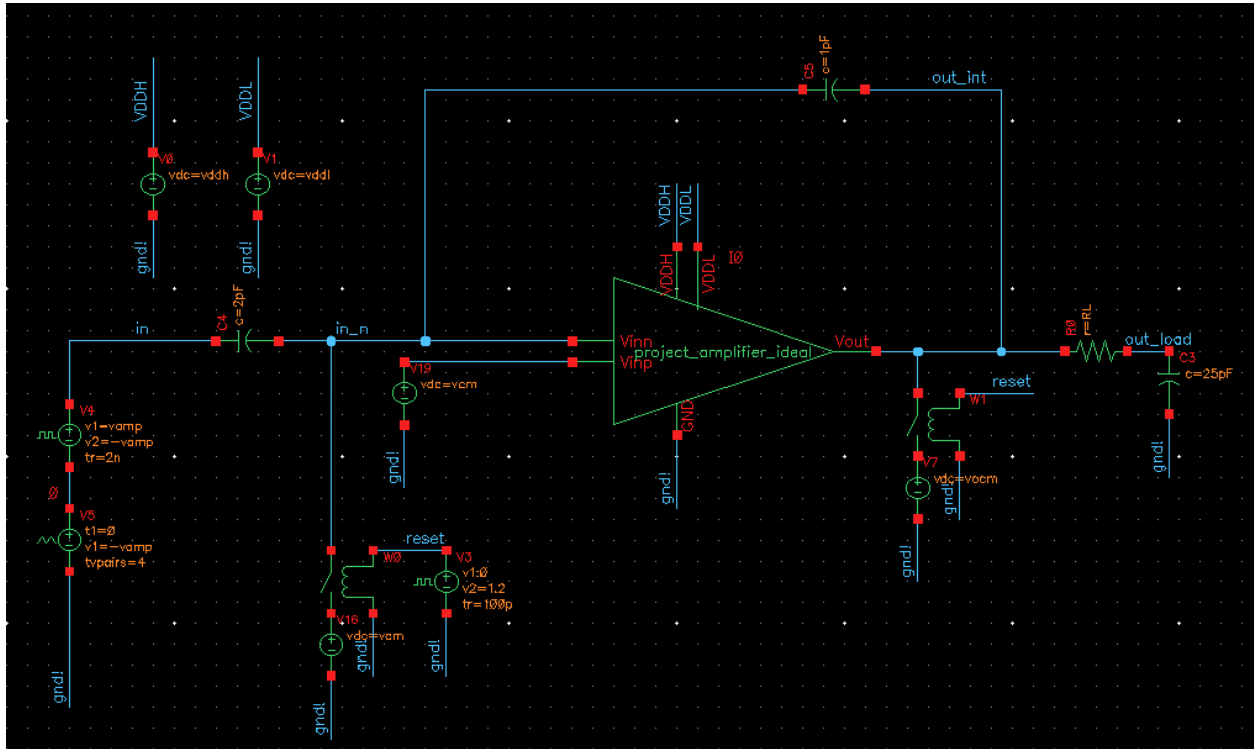 C5
c=1pF
out_int
VDDH
VDDL
V0
vdc=vddh
V1
vdc=vddl
gnd!
gnd!
VDDH
VDDL
I0
VDDH
VDDL
C4
c=2pF
in
in_n
Vinn
Vinp
project_amplifier_ideal
Vout
GND
gnd!
R0
r=RL
out_load
C3
c=25pF
gnd!
V19
vdc=vcm
gnd!
V4
v1=vamp
v2=-vamp
tr=2n
0
V5
t1=0
v1=-vamp
tvpairs=4
gnd!
reset
W1
V7
vdc=vocm
gnd!
gnd!
reset
W0
V3
v1:0
v2=1.2
tr=100p
V16
vdc=vcm
gnd!
gnd!
gnd!